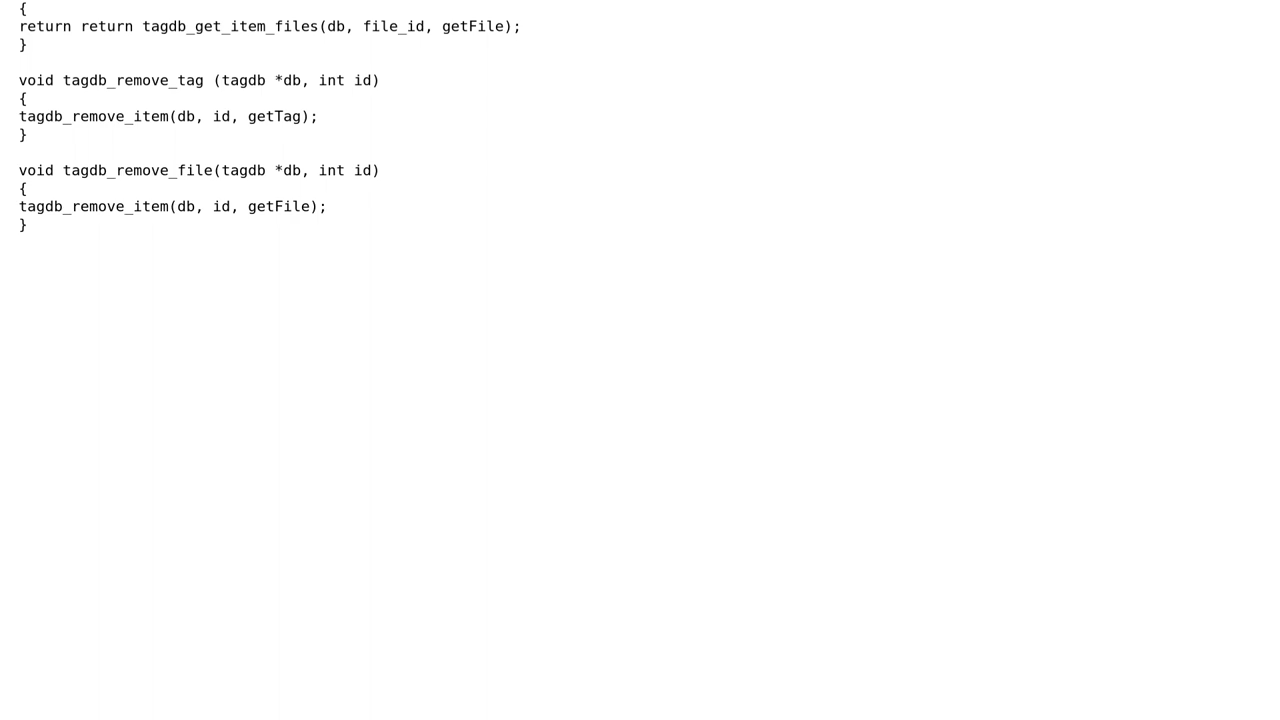 {
return return tagdb_get_item_files(db, file_id, getFile);
}
void tagdb_remove_tag (tagdb *db, int id)
{
tagdb_remove_item(db, id, getTag);
}
void tagdb_remove_file(tagdb *db, int id)
{
tagdb_remove_item(db, id, getFile);
}